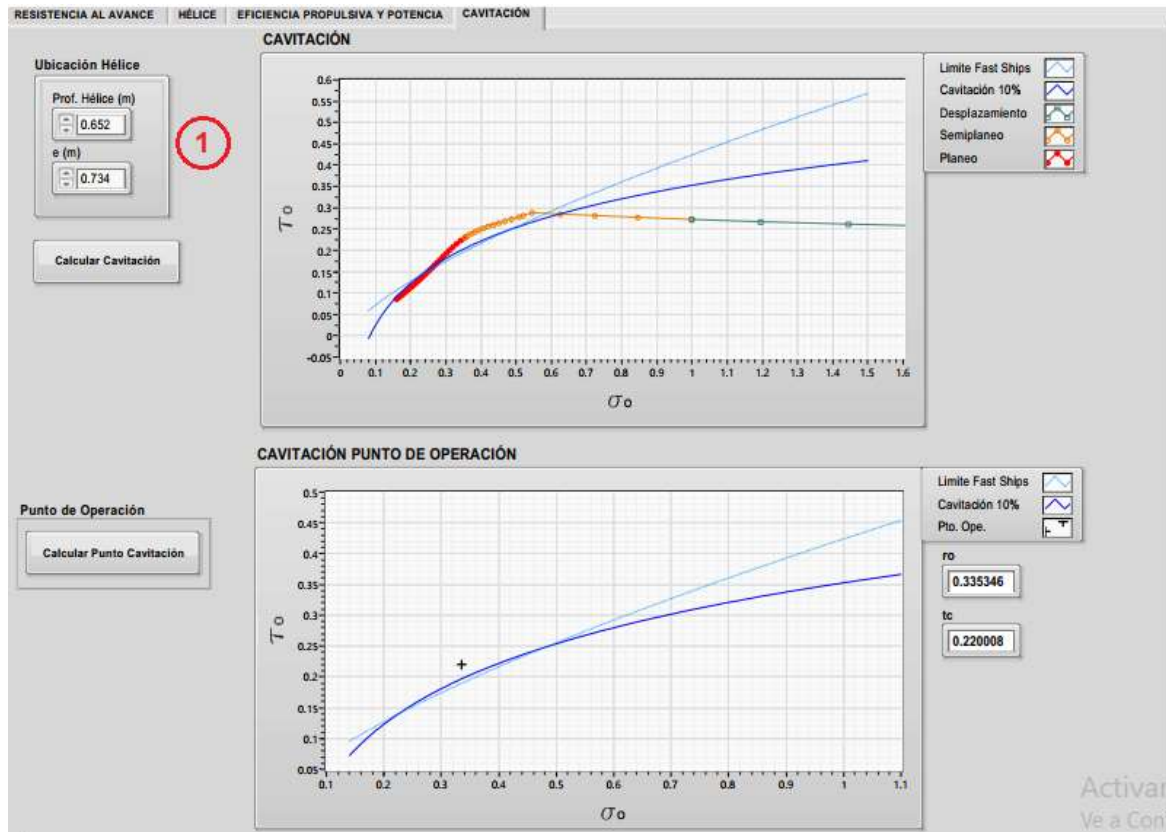 RESISTENCIA AL AVANCE HÉLICE EFICIENCIA PROPULSIVA Y POTENCIA CAVITACIÓN
CAVITACIÓN
Ubicación Hélice
Prof. Hélice (m)
0.652
e (m)
0.734
1
Calcular Cavitación
0.6
0.55
0.5
0.45
0.4
0.35
0.3
0.25
0.2
0.15
0.1
0.05
0
-0.05
τo
0 0.1 0.2 0.3 0.4 0.5 0.6 0.7 0.8 0.9 1 1.1 1.2 1.3 1.4 1.5 1.6
σo
Limite Fast Ships
Cavitación 10%
Desplazamiento
Semiplaneo
Planeo
CAVITACIÓN PUNTO DE OPERACIÓN
Punto de Operación
Calcular Punto Cavitación
0.5
0.45
0.4
0.35
0.3
0.25
0.2
0.15
0.1
0.05
τo
0.1 0.2 0.3 0.4 0.5 0.6 0.7 0.8 0.9 1 1.1
σo
Limite Fast Ships
Cavitación 10%
Pto. Ope.
ro
0.335346
tc
0.220008
Activar
Ve a Con